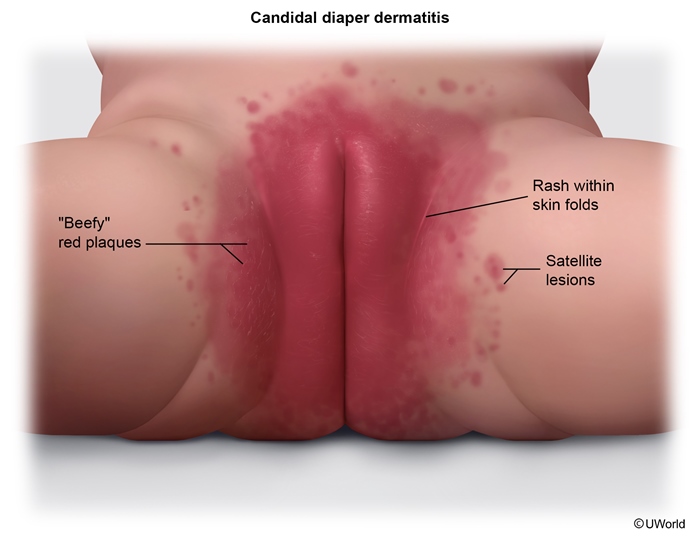 Candidal diaper dermatitis
"Beefy"
red plaques
Rash within
skin folds
Satellite
lesions
©UWorld